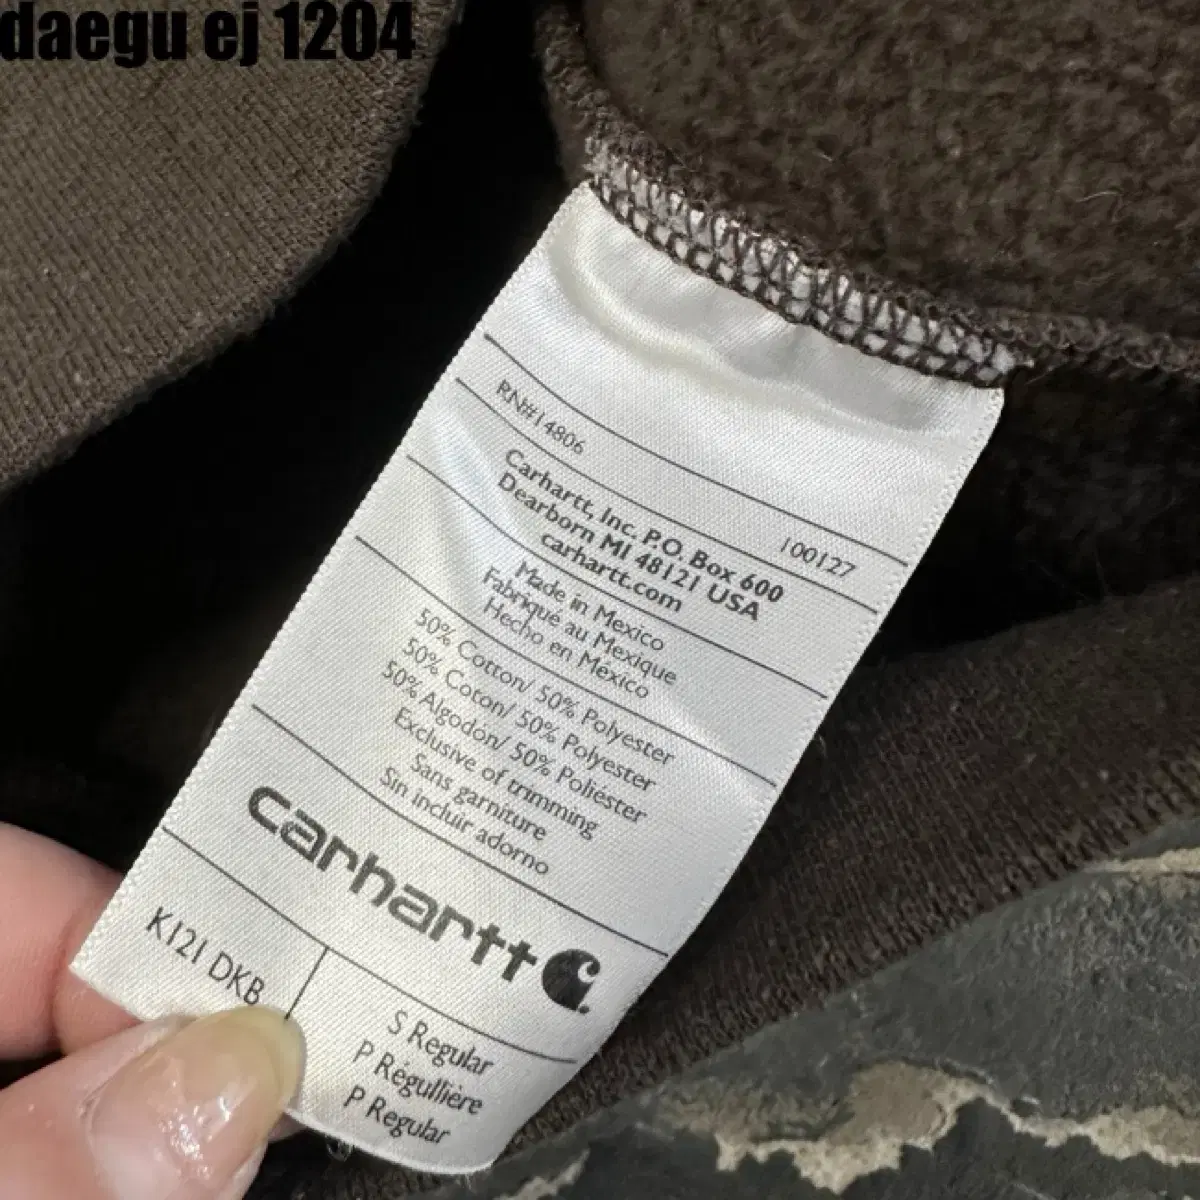 daegu ej 1204
RN#14806
100127
Carhartt, Inc. P.O. Box 600
Dearborn MI 48121 USA
carhartt.com
Made in Mexico
Fabriqué au Mexique
Hecho en México
50% Cotton/ 50% Polyester
50% Coton/ 50% Polyester
50% Algodón/ 50% Poliéster
Exclusive of trimming
Sans garniture
Sin incluir adorno
carhartt
K121 DKB
S Regular
P Régullière
P Regular